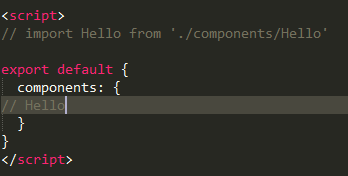 <script>
// import Hello from './components/Hello'

export default {
  components: {
// Hello
  }
}
</script>